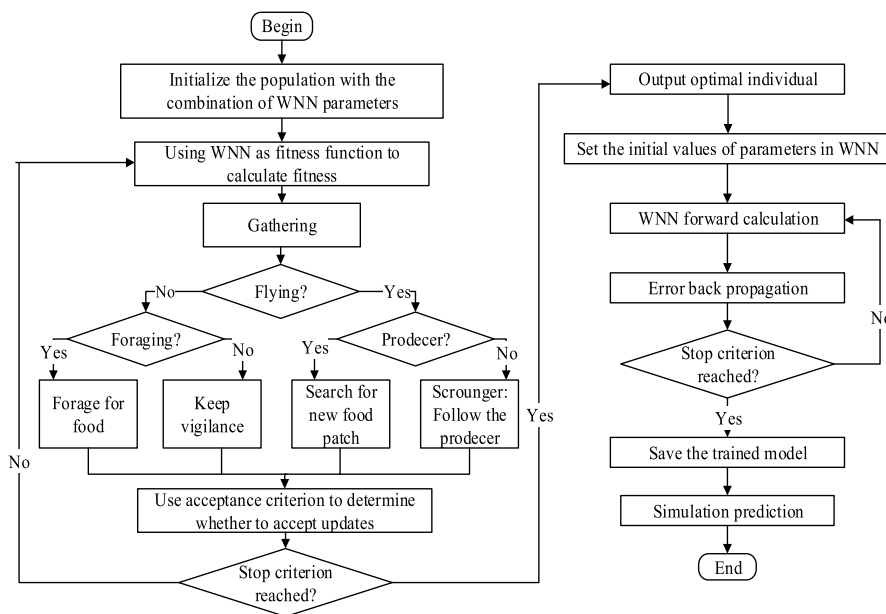 Begin
Initialize the population with the
combination of WNN parameters
Using WNN as fitness function to
calculate fitness
Gathering
Flying?
No
Yes
Foraging?
Prodecer?
Yes
No
Yes
No
Forage for
food
Keep
vigilance
Search for
new food
patch
Scrounger:
Follow the
prodecer
No
Yes
Use acceptance criterion to determine
whether to accept updates
Stop criterion
reached?
Output optimal individual
Set the initial values of parameters in WNN
WNN forward calculation
Error back propagation
No
Stop criterion
reached?
Yes
Save the trained model
Simulation prediction
End